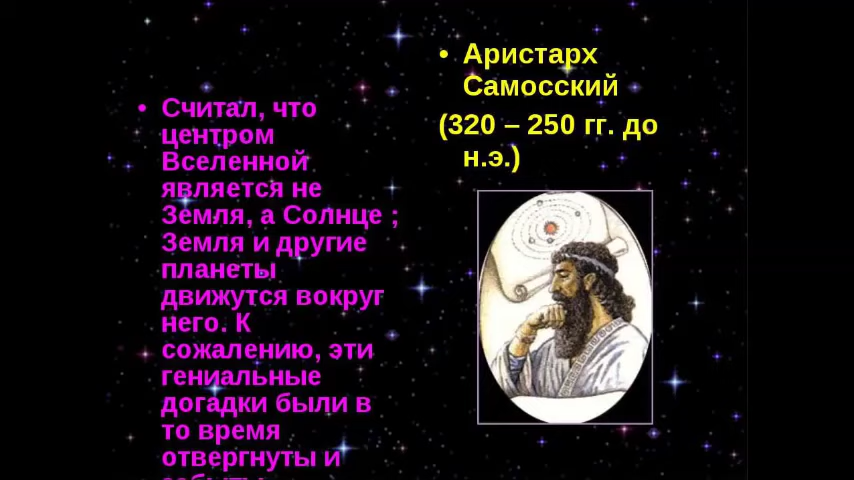 • Считал, что
центром
Вселенной
является не
Земля, а Солнце ;
Земля и другие
планеты
движутся вокруг
него. К
сожалению, эти
гениальные
догадки были в
то время
отвергнуты и
• Аристарх
Самосский
(320 – 250 гг. до
н.э.)